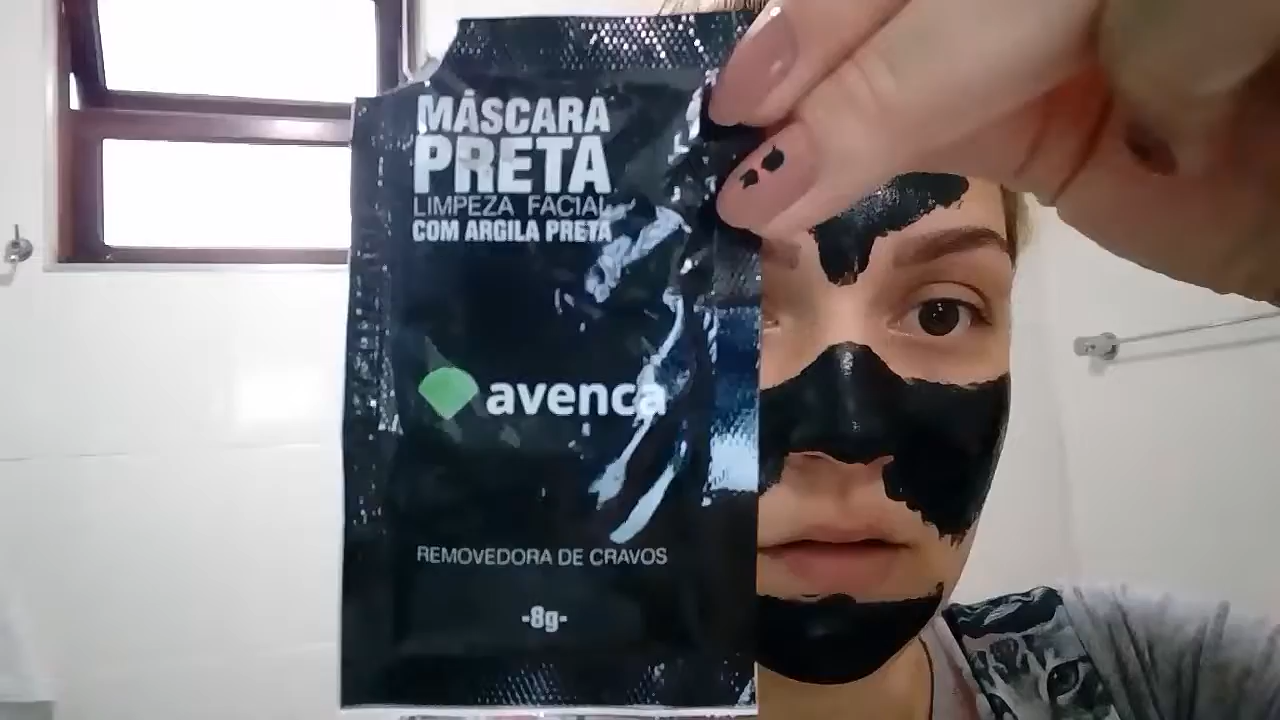 MÁSCARA
PRETA
LIMPEZA FACIAL
COM ARGILA PRETA
avenca
REMOVEDORA DE CRAVOS
-8g-